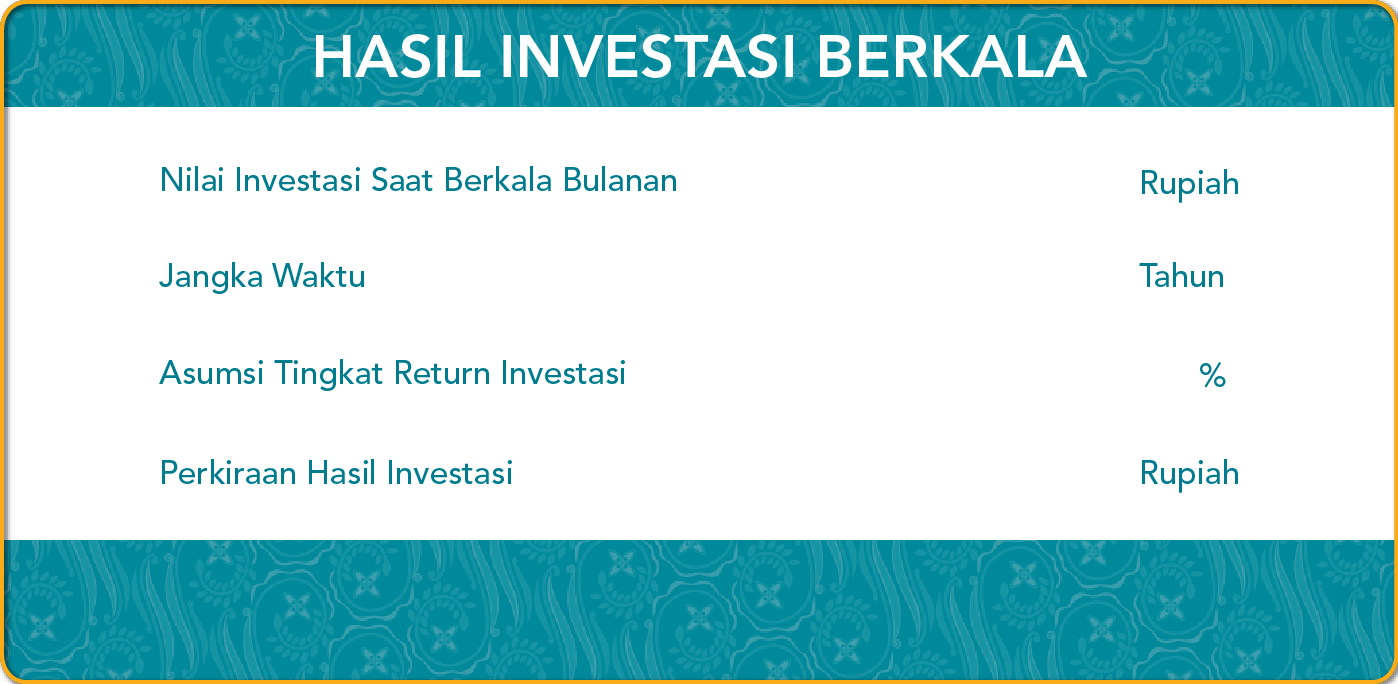 HASIL INVESTASI BERKALA
Nilai Investasi Saat Berkala Bulanan Rupiah
Jangka Waktu Tahun
Asumsi Tingkat Return Investasi %
Perkiraan Hasil Investasi Rupiah